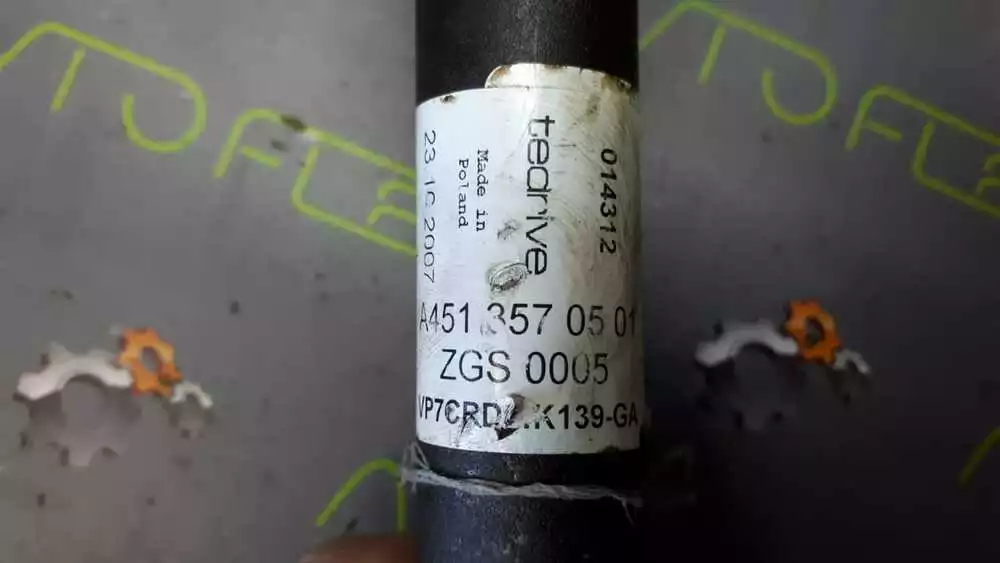 014312
tedrive
Made in
Poland
23.10.2007
A451 357 05 01
ZGS 0005